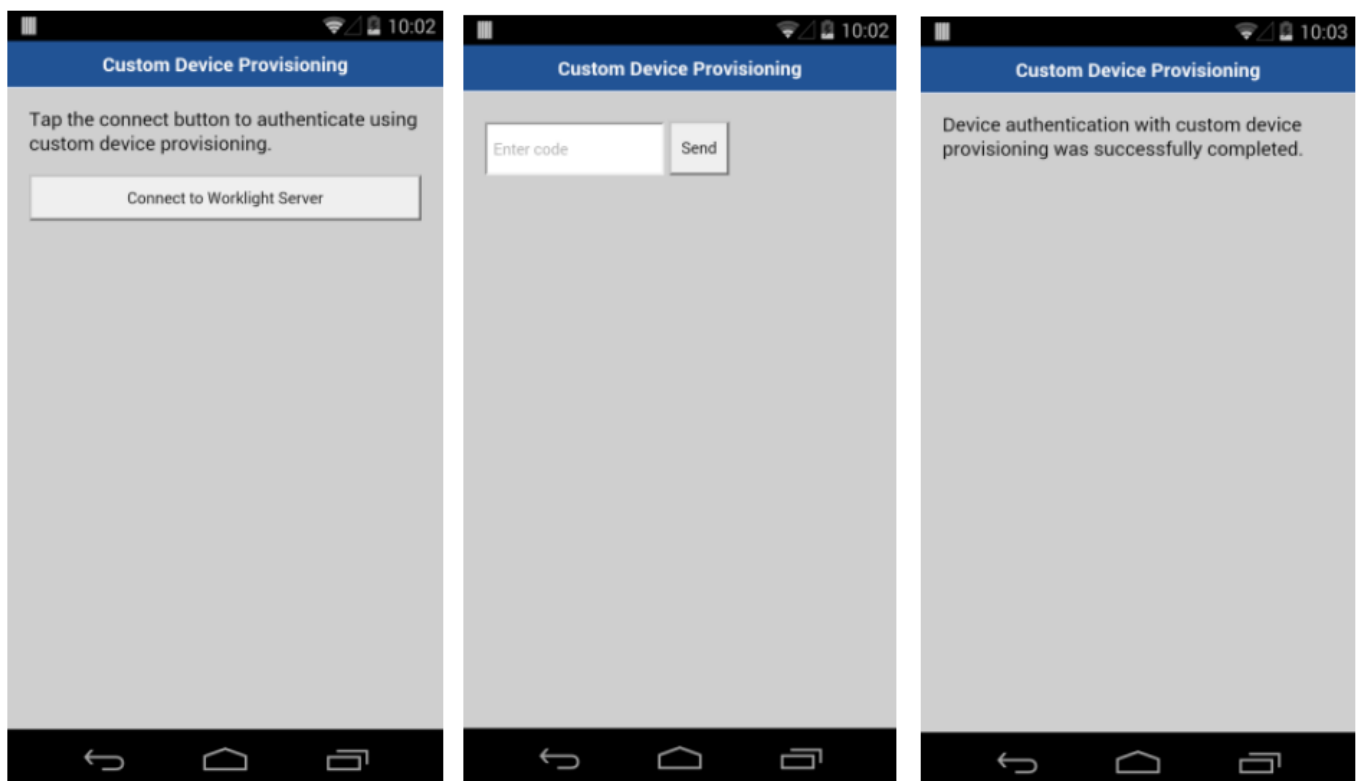 10:02
Custom Device Provisioning
Tap the connect button to authenticate using
custom device provisioning.
Connect to Worklight Server
10:02
Custom Device Provisioning
Enter code
Send
10:03
Custom Device Provisioning
Device authentication with custom device
provisioning was successfully completed.